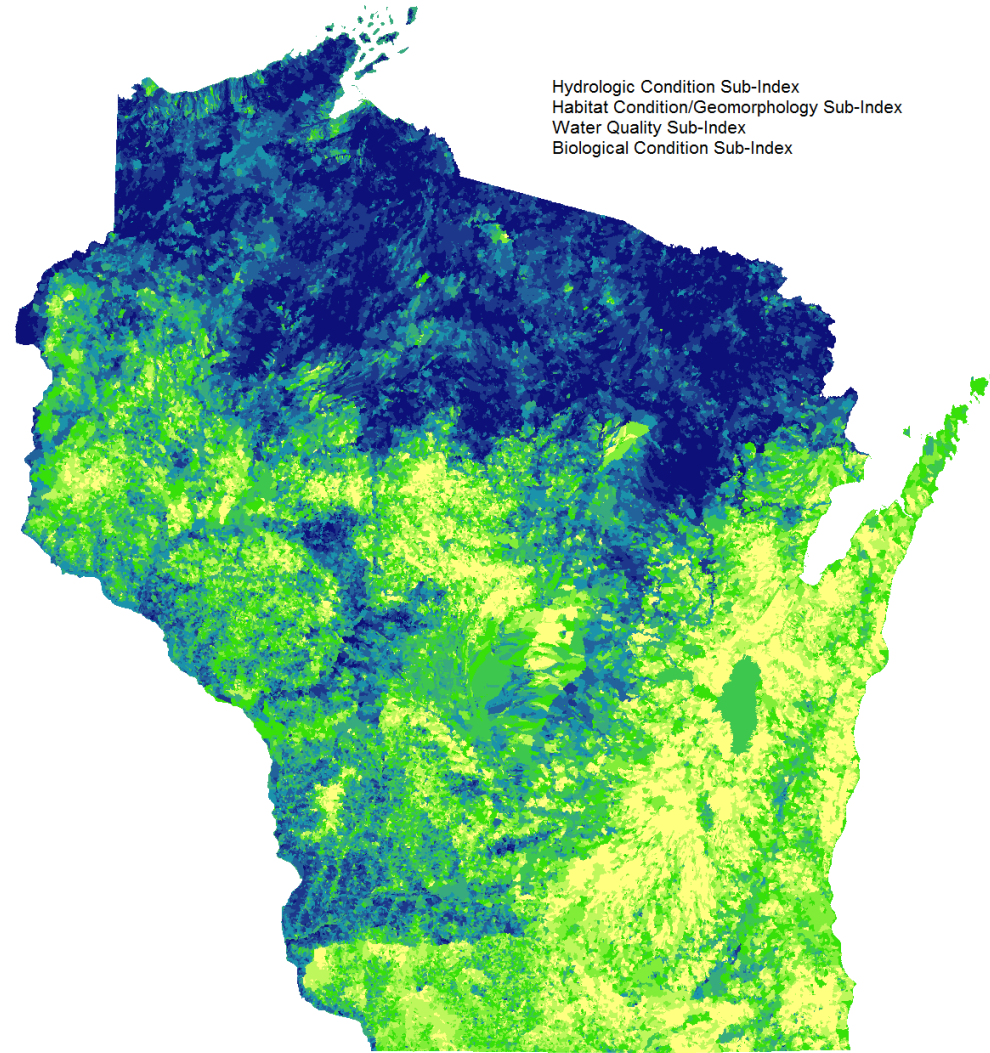 Hydrologic Condition Sub-Index
Habitat Condition/Geomorphology Sub-Index
Water Quality Sub-Index
Biological Condition Sub-Index